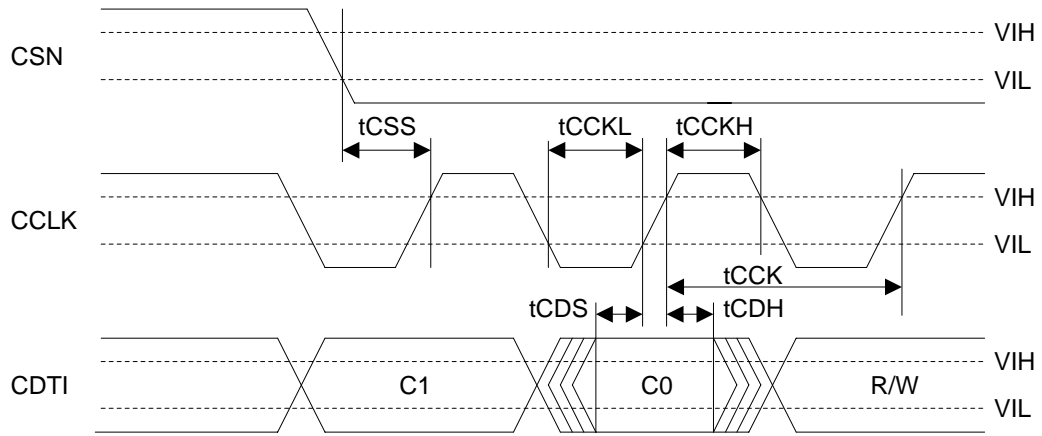 CSN
VIH
VIL
tCSS
tCCKL
tCCKH
CCLK
VIH
VIL
tCCK
tCDS
tCDH
CDTI
C1
C0
R/W
VIH
VIL